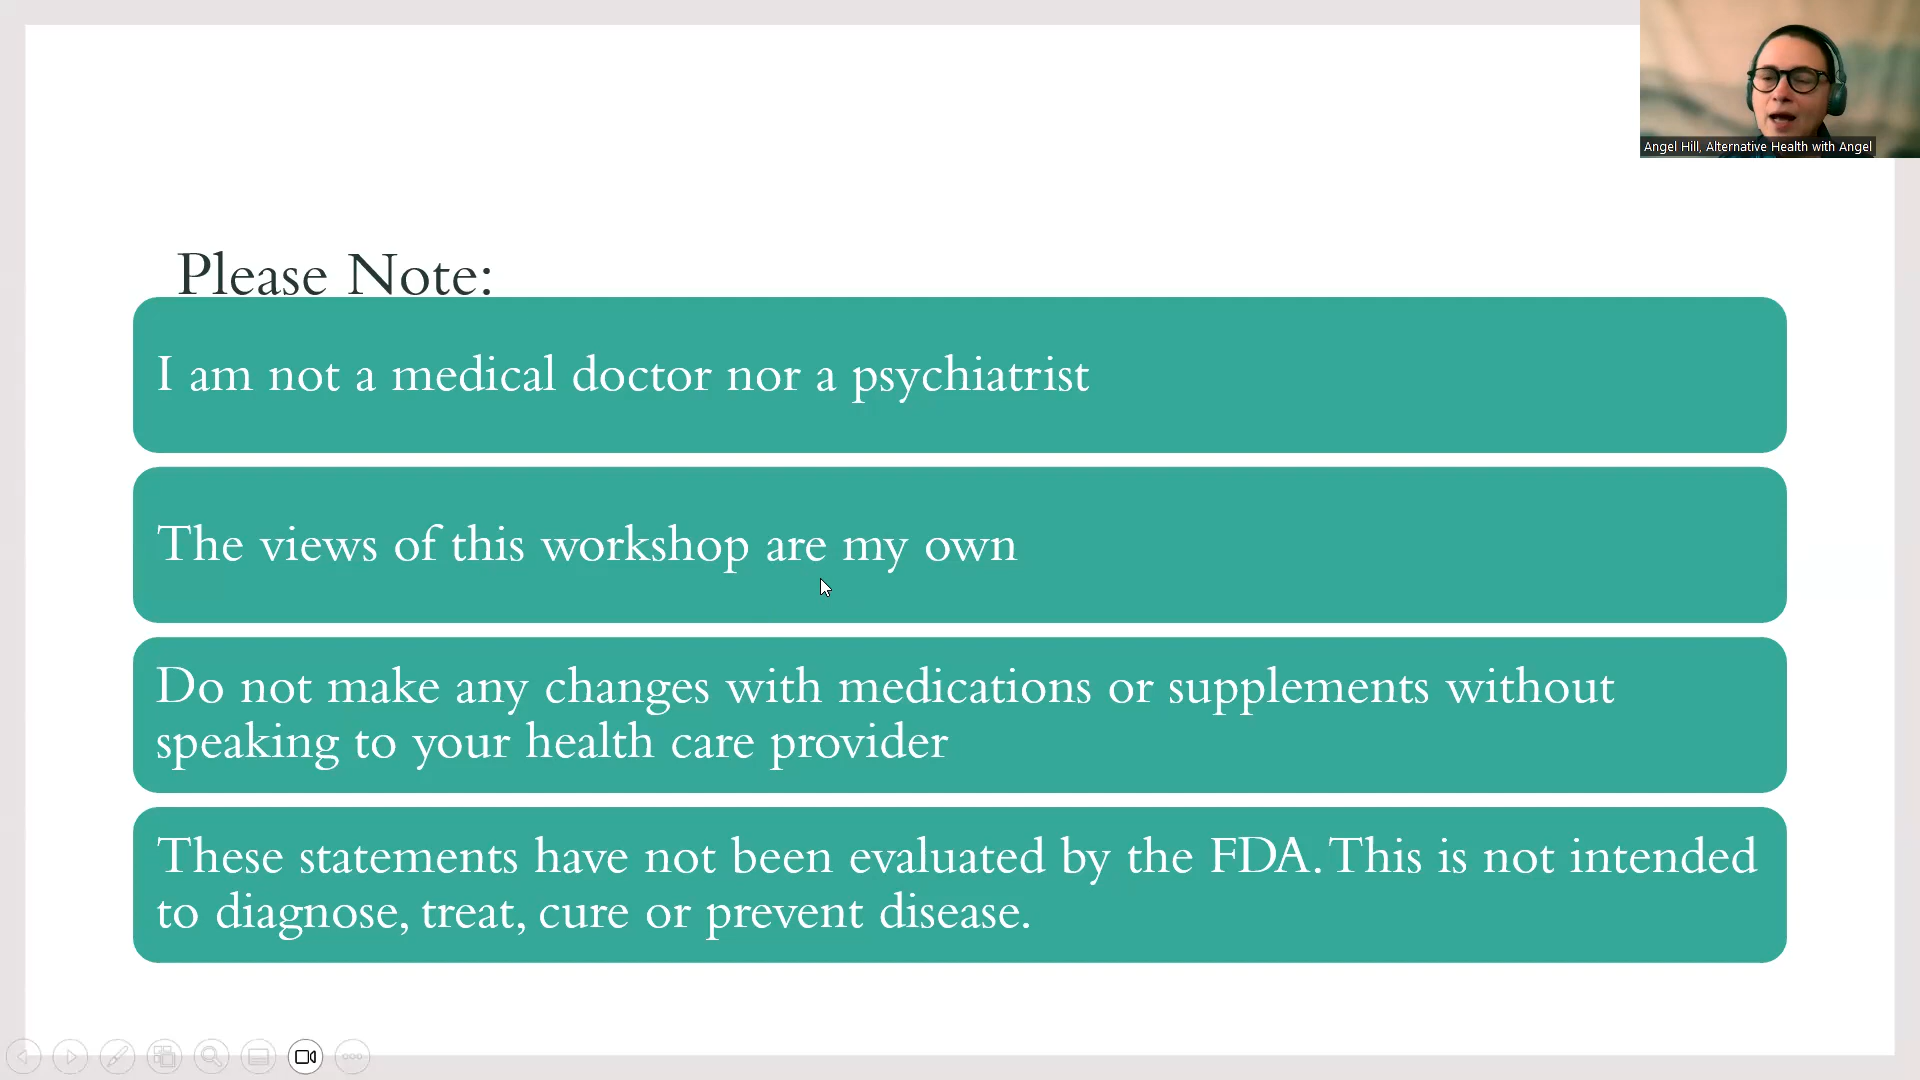 Angel Hill, Alternative Health with Angel
Please Note:
I am not a medical doctor nor a psychiatrist
The views of this workshop are my own
Do not make any changes with medications or supplements without
speaking to your health care provider
These statements have not been evaluated by the FDA. This is not intended
to diagnose, treat, cure or prevent disease.